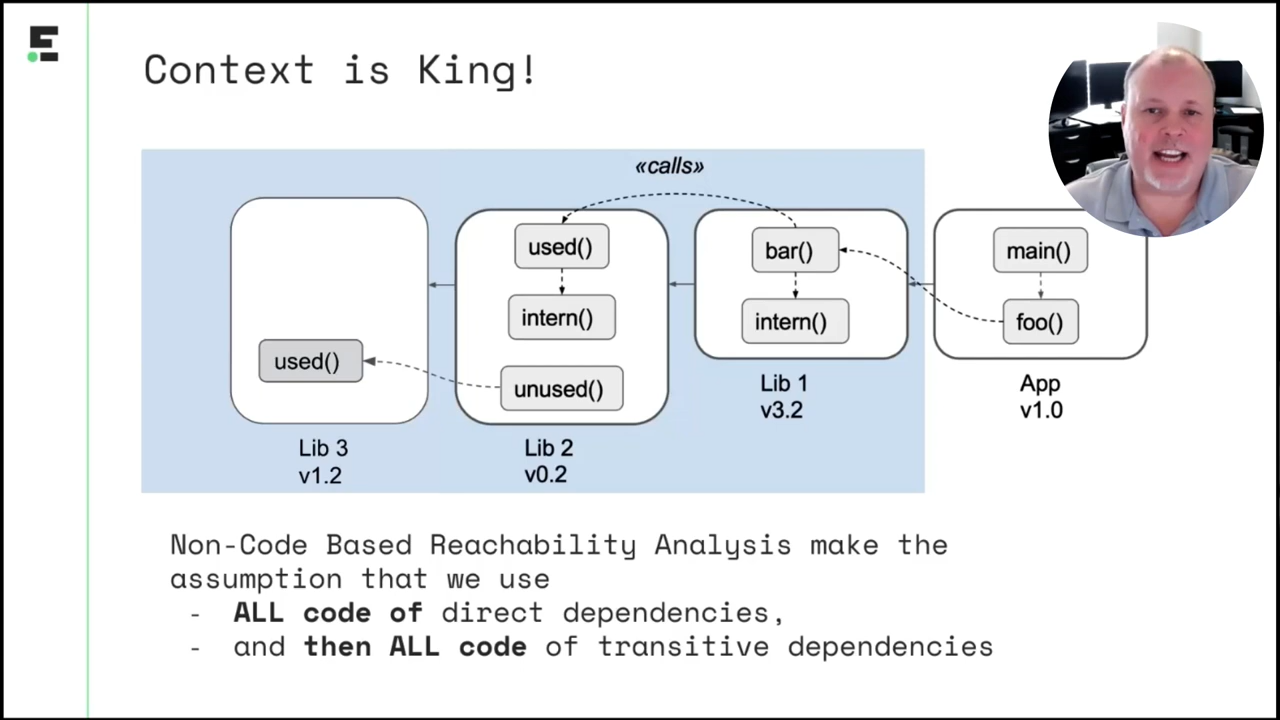 Context is King!
«calls»
used()
bar()
main()
intern()
intern()
foo()
used()
unused()
Lib 3
v1.2
Lib 2
v0.2
Lib 1
v3.2
App
v1.0
Non-Code Based Reachability Analysis make the
assumption that we use
- ALL code of direct dependencies,
- and then ALL code of transitive dependencies